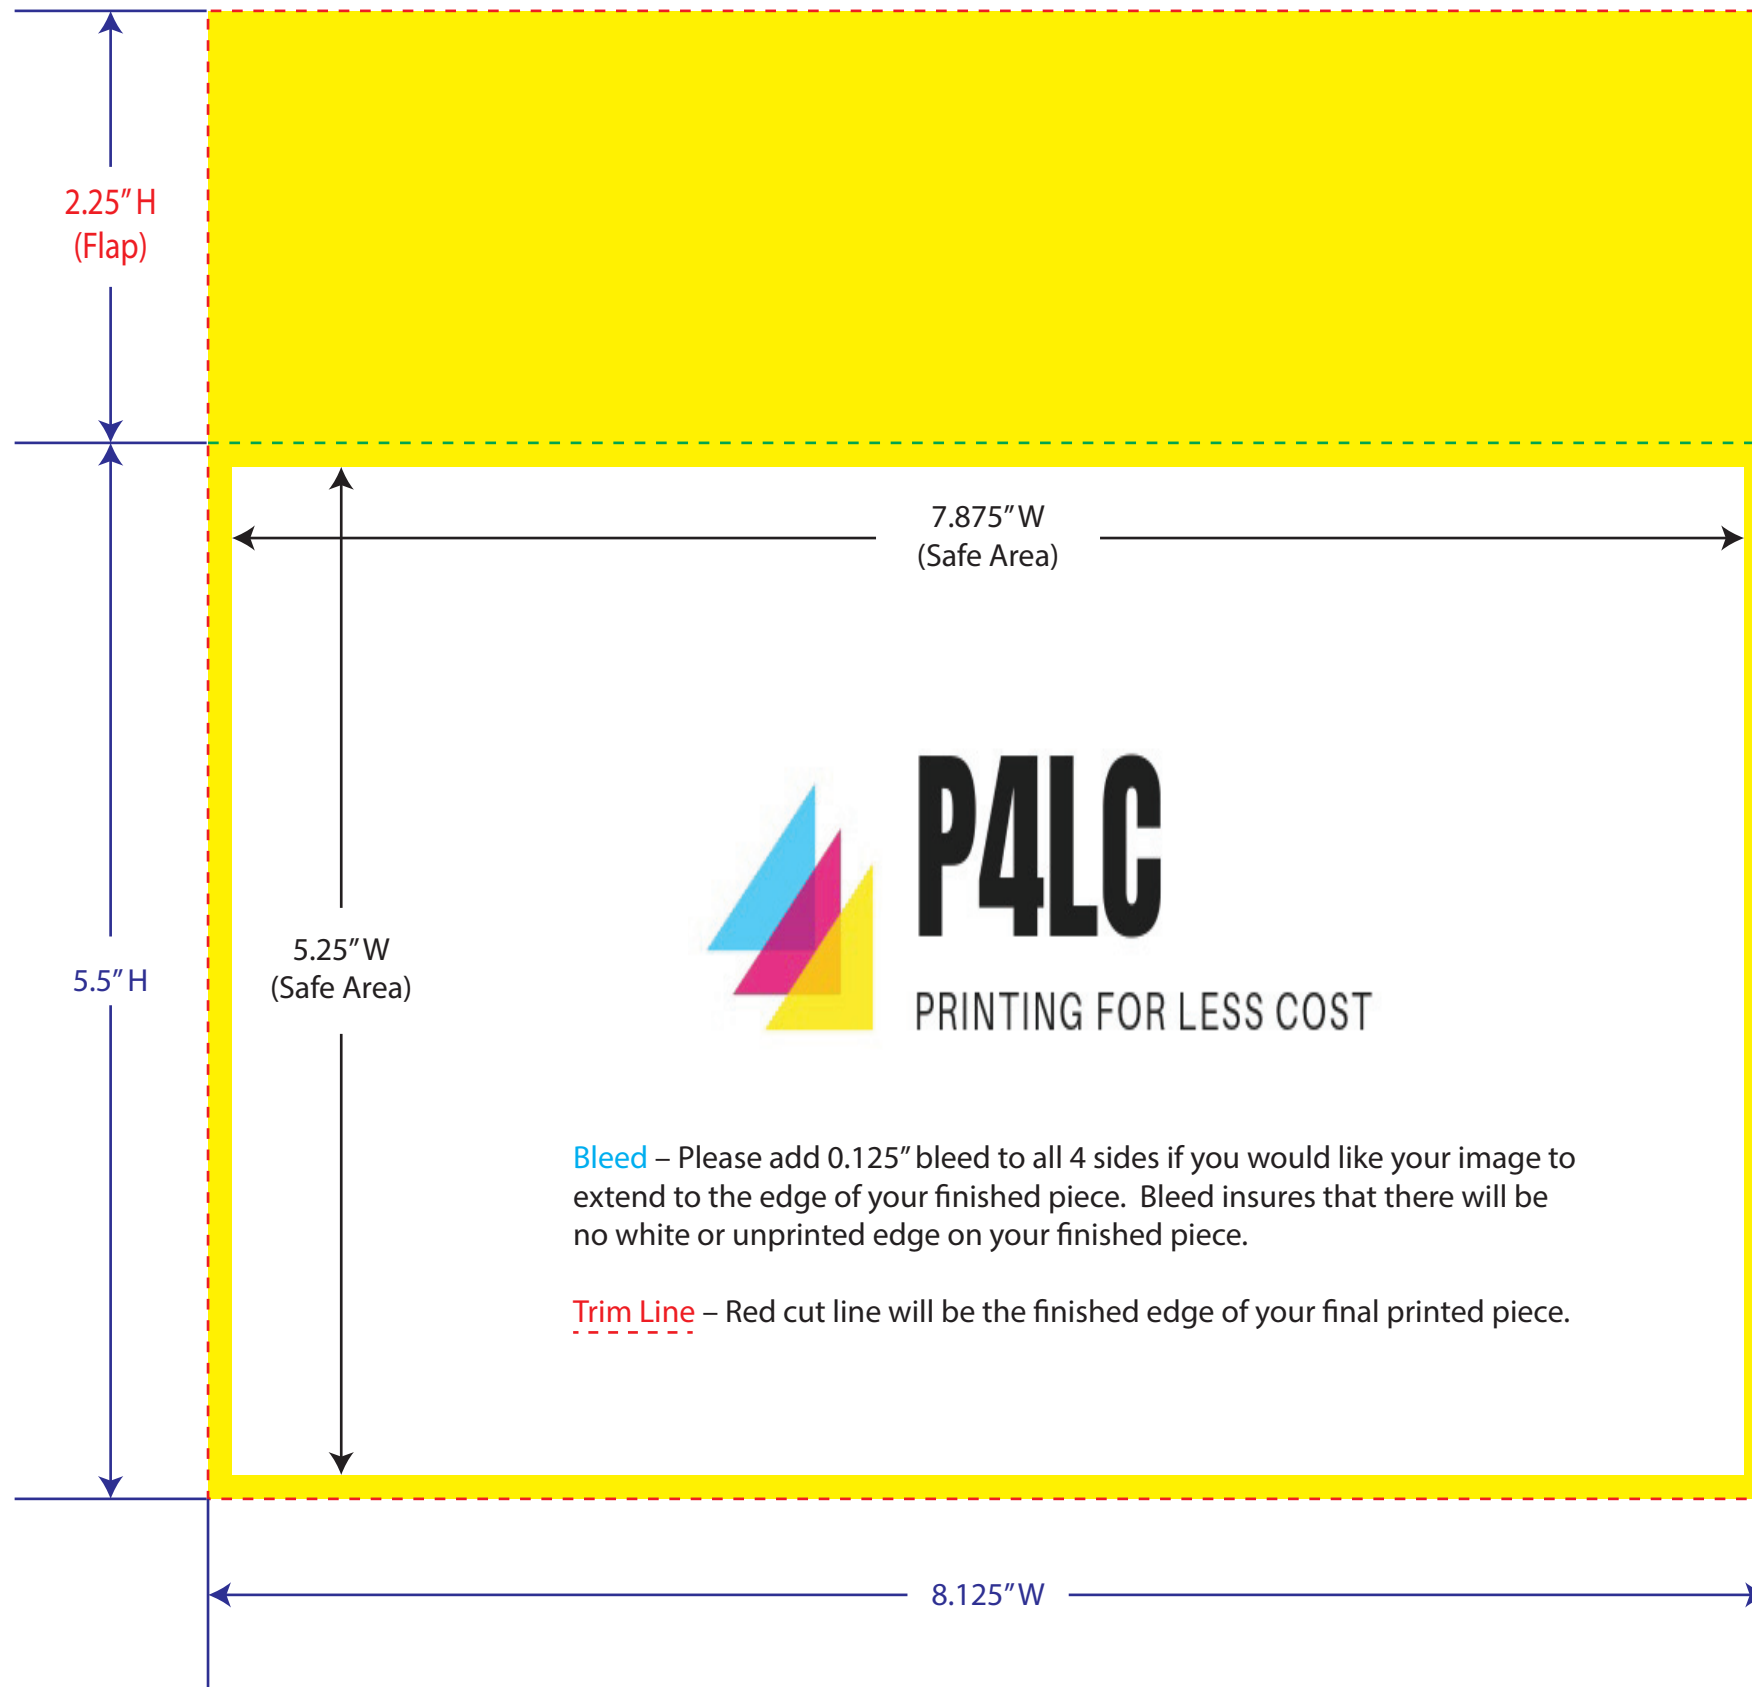 2.25" H
(Flap)
7.875" W
(Safe Area)
P4LC
PRINTING FOR LESS COST
5.25" W
(Safe Area)
5.5" H
Bleed – Please add 0.125" bleed to all 4 sides if you would like your image to
extend to the edge of your finished piece.  Bleed insures that there will be
no white or unprinted edge on your finished piece.
Trim Line – Red cut line will be the finished edge of your final printed piece.
8.125" W